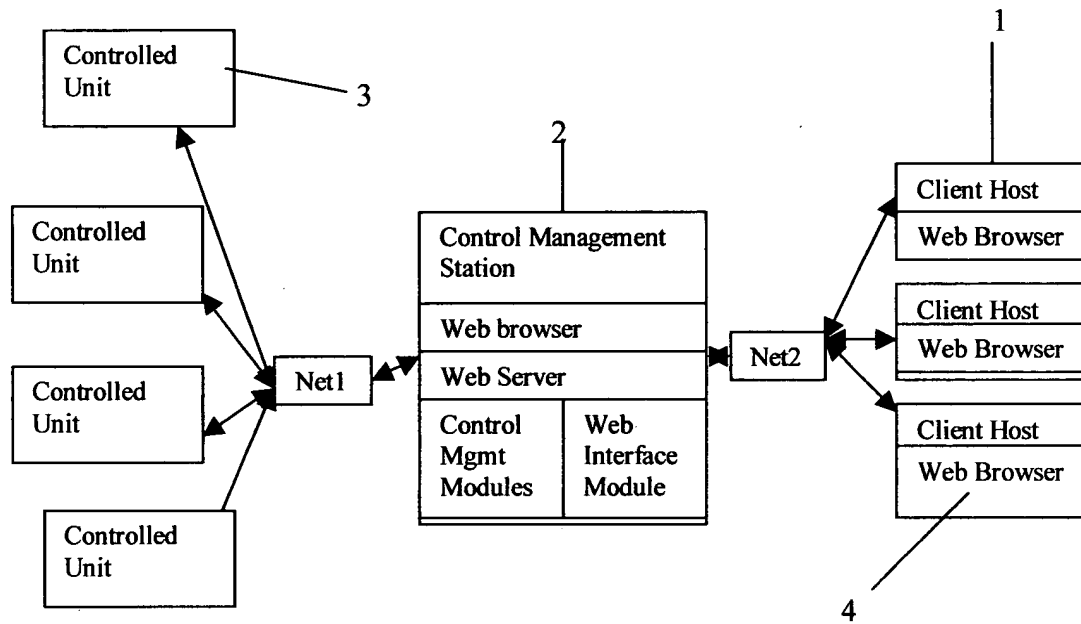 1
Controlled
Unit
3
2
Client Host
Web Browser
Controlled
Unit
Control Management
Station
Web browser
Web Server
Client Host
Web Browser
Net1
Net2
Controlled
Unit
Control
Mgmt
Modules
Web
Interface
Module
Client Host
Web Browser
Controlled
Unit
4